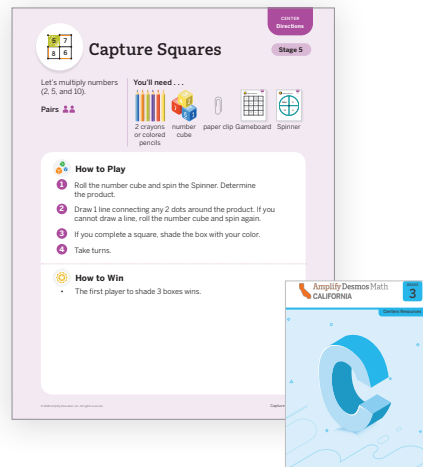 CENTER
Directions
5 7
8 6
Capture Squares
Stage 5
Let's multiply numbers
(2, 5, and 10).
Pairs
You'll need . . .
2 crayons
or colored
pencils
number
cube
paper clip
Gameboard
Spinner
How to Play
1 Roll the number cube and spin the Spinner. Determine
the product.
2 Draw 1 line connecting any 2 dots around the product. If you
cannot draw a line, roll the number cube and spin again.
3 If you complete a square, shade the box with your color.
4 Take turns.
How to Win
• The first player to shade 3 boxes wins.
Capture
Amplify Desmos Math
CALIFORNIA
GRADE
3
Centers Resources